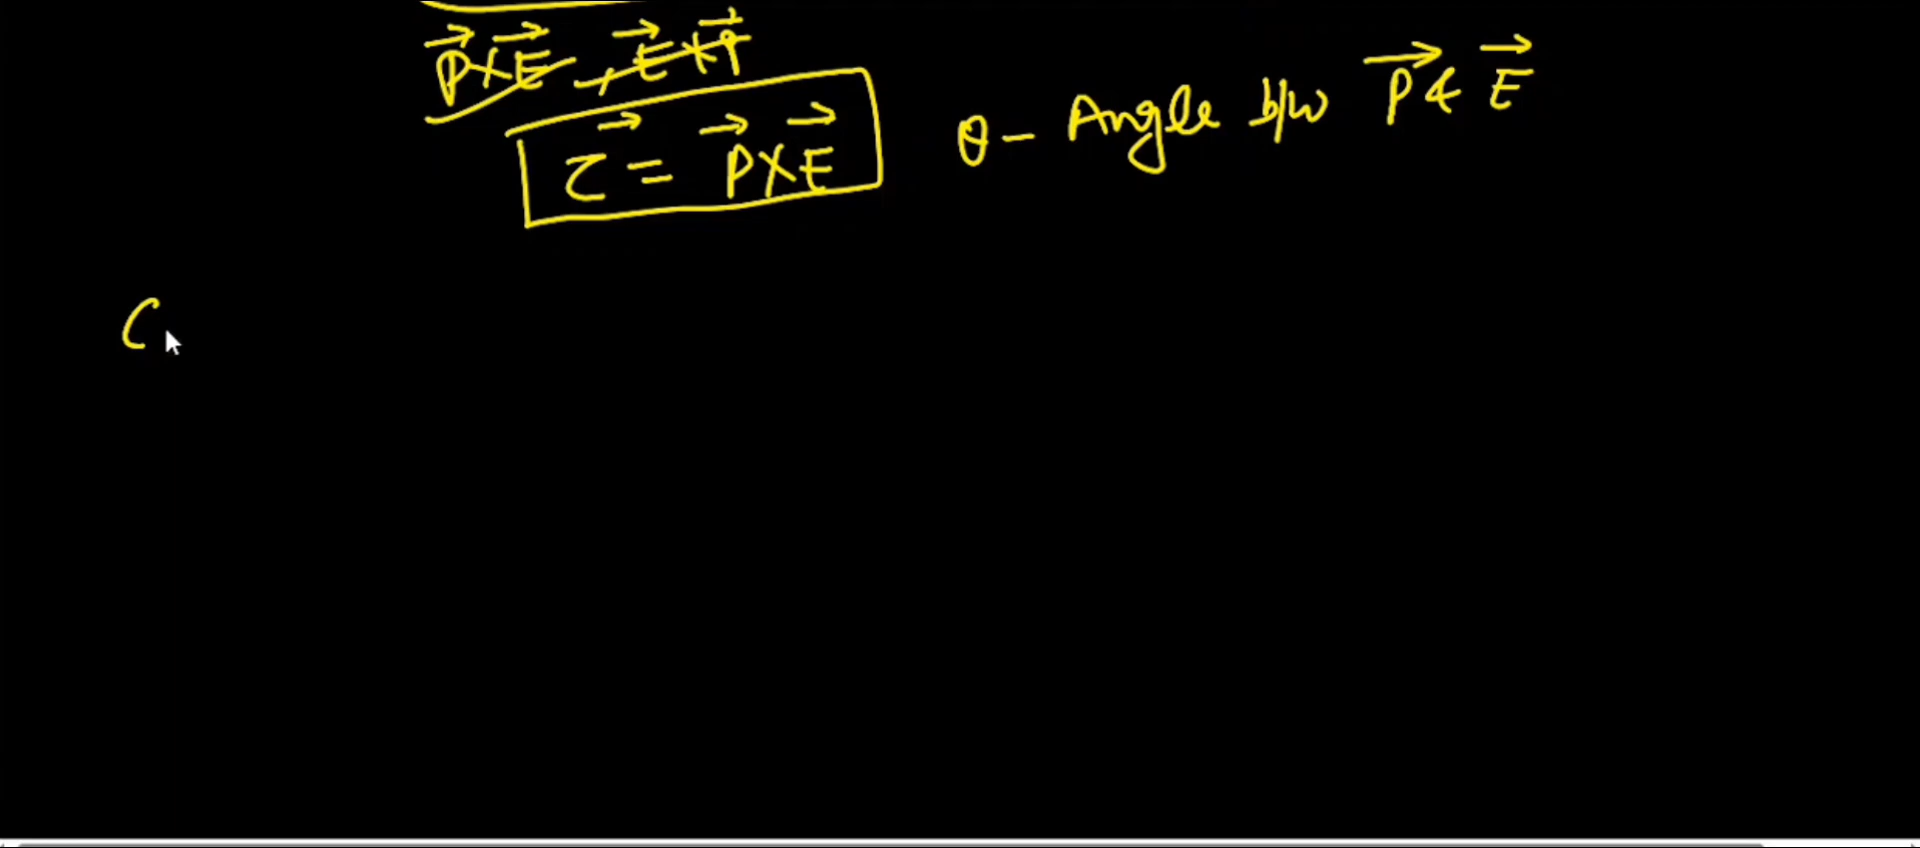 P⃗ X E⃗ , E⃗ X P⃗
τ⃗ = P⃗ X E⃗ θ - Angle b/w P⃗ & E⃗
C